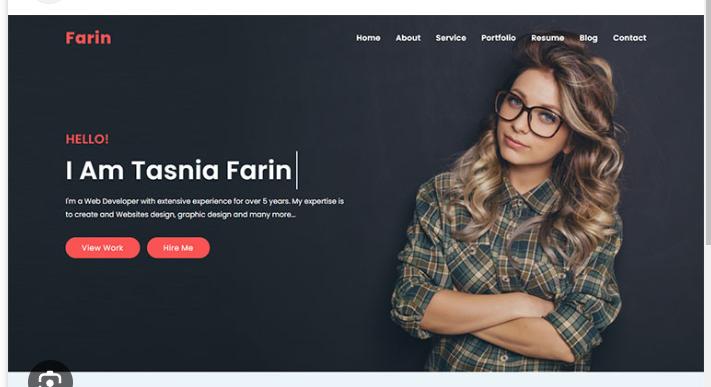 Farin
Home About Service Portfolio Resume Blog Contact
HELLO!
I Am Tasnia Farin
I'm a Web Developer with extensive experience for over 5 years. My expertise is
to create and Websites design, graphic design and many more...
View Work Hire Me